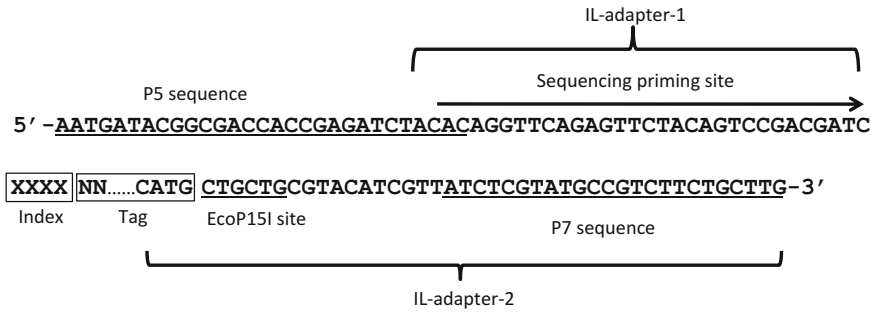 IL-adapter-1
Sequencing priming site
P5 sequence
5’-AATGATACGGCGACCACCGAGATCTACACAGGTTCAGAGTTCTACAGTCCGACGATC
XXXX NN......CATG CTGCTGCGTACATCGTTATCTCGTATGCCGTCTTCTGCTTG-3’
Index Tag EcoP15I site P7 sequence
IL-adapter-2